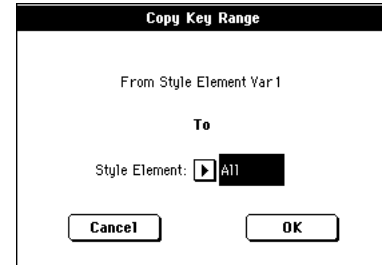 Copy Key Range
From Style Element Var1
To
Style Element: All
Cancel OK